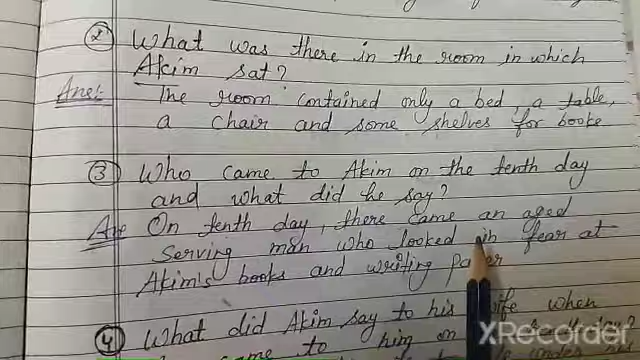 2 What was there in the room in which
Akim sat?
Ans:- The room contained only a bed, a table,
a chair and some shelves for books
3 Who came to Akim on the tenth day
and what did he say?
Ans On tenth day, there came an aged
serving man who looked in fear at
Akim's books and writing paper
4 What did Akim say to his wife when
came to him on
XRecorder